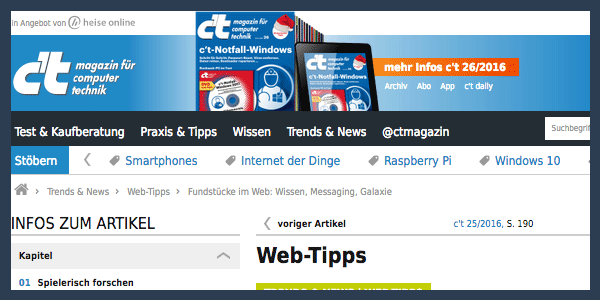 in Angebot von heise online
c't magazin für computer technik
c't magazin für computer technik
c't-Notfall-Windows
c't-Notfall-Windows
mehr Infos c't 26/2016
Archiv Abo App c't daily
Test & Kaufberatung Praxis & Tipps Wissen Trends & News @ctmagazin
Suchbegriff
Stöbern Smartphones Internet der Dinge Raspberry Pi Windows 10
Trends & News Web-Tipps Fundstücke im Web: Wissen, Messaging, Galaxie
INFOS ZUM ARTIKEL
voriger Artikel c't 25/2016, S. 190
Kapitel
Web-Tipps
01 Spielerisch forschen